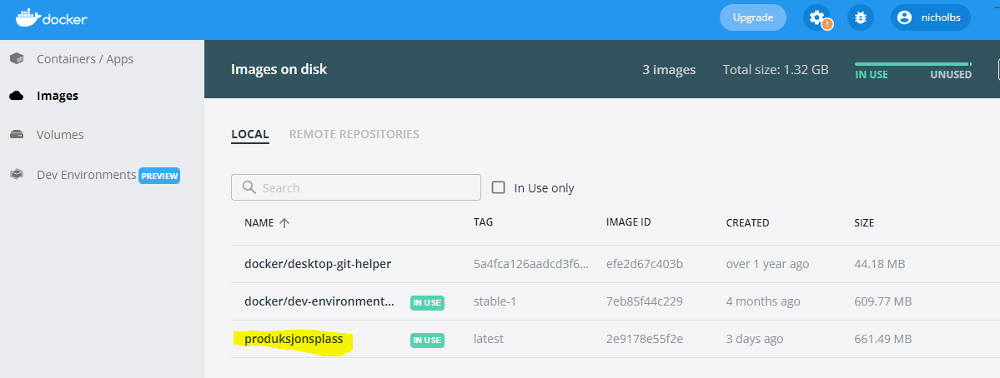 docker
Upgrade
nicholbs
Containers / Apps
Images
Volumes
Dev Environments PREVIEW
Images on disk
3 images
Total size: 1.32 GB
IN USE
UNUSED
LOCAL
REMOTE REPOSITORIES
Search
In Use only
NAME TAG IMAGE ID CREATED SIZE
docker/desktop-git-helper 5a4fca126aadcd3f6... efe2d67c403b over 1 year ago 44.18 MB
docker/dev-environment... IN USE stable-1 7eb85f44c229 4 months ago 609.77 MB
produksjonsplass IN USE latest 2e9178e55f2e 3 days ago 661.49 MB